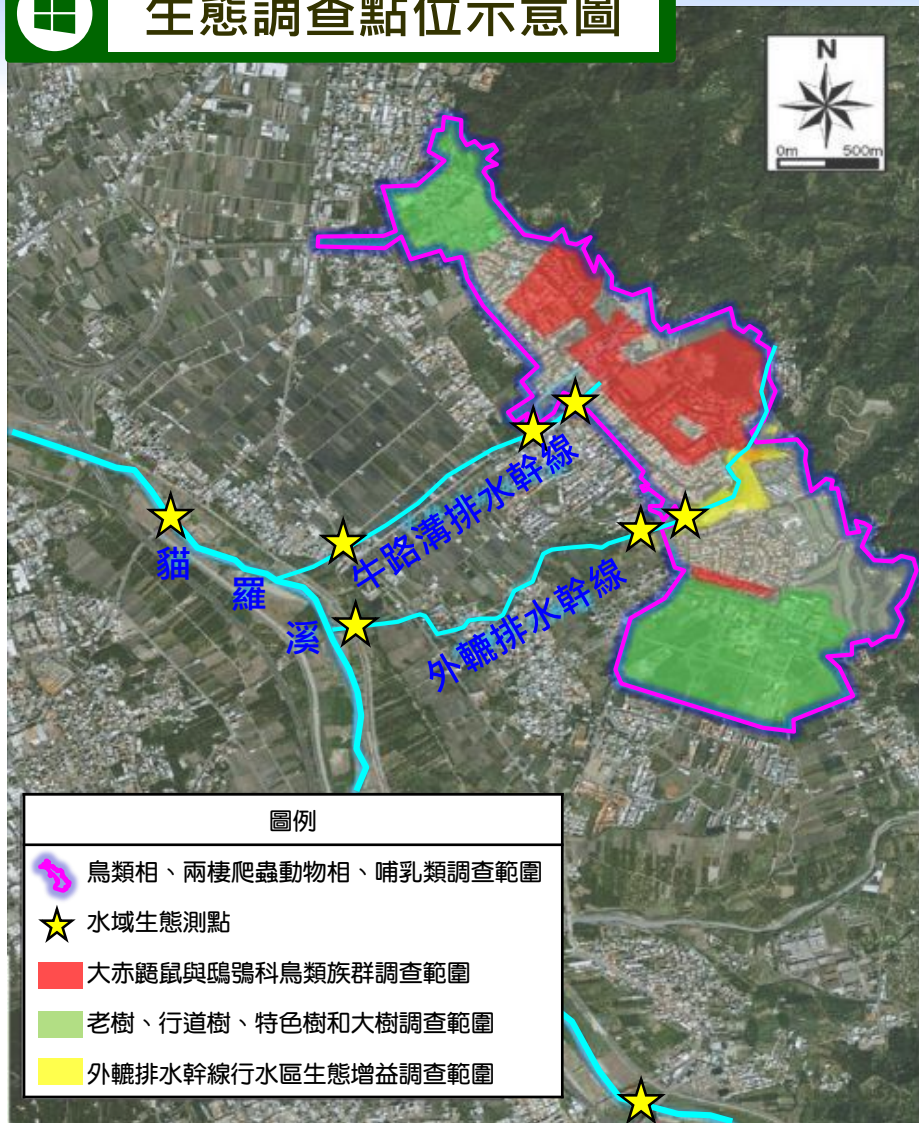 生態調查點位示意圖
N
0m 500m
牛路溝排水幹線
貓
羅
溪
外轆排水幹線
圖例
鳥類相、兩棲爬蟲動物相、哺乳類調查範圍
水域生態測點
大赤鼯鼠與鴟鴞科鳥類族群調查範圍
老樹、行道樹、特色樹和大樹調查範圍
外轆排水幹線行水區生態增益調查範圍